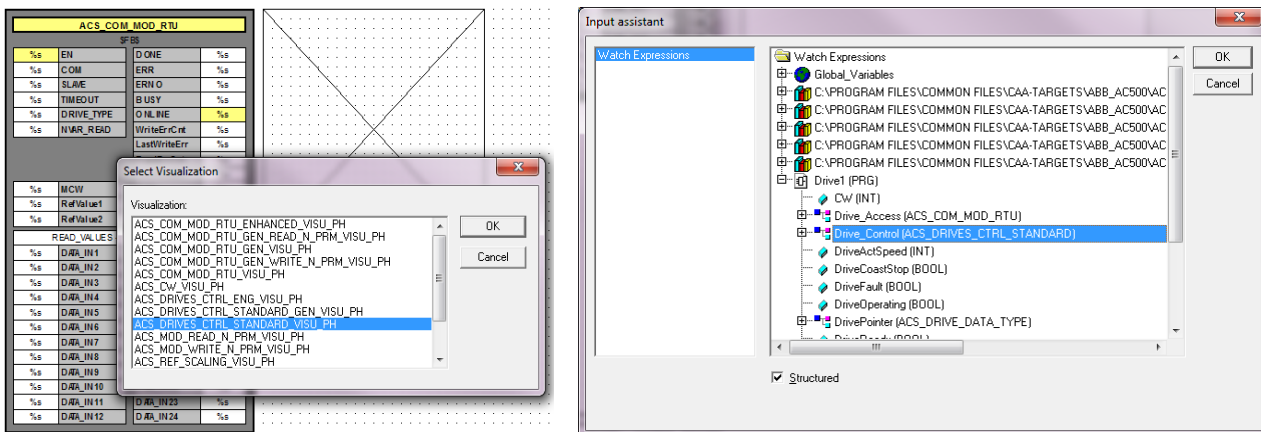 ACS_COM_MOD_RTU
$FB$
%s EN DONE %s
%s COM ERR %s
%s SLAVE ERNO %s
%s TIMEOUT BUSY %s
%s DRIVE_TYPE ONLINE %s
%s NVAR_READ WriteErrCnt %s
LastWriteErr %s
%s MCW
%s RefValue1
%s RefValue2
READ_VALUES
%s DATA_IN1
%s DATA_IN2
%s DATA_IN3
%s DATA_IN4
%s DATA_IN5
%s DATA_IN6
%s DATA_IN7
%s DATA_IN8
%s DATA_IN9
%s DATA_IN10
%s DATA_IN11 DATA_IN23 %s
%s DATA_IN12 DATA_IN24 %s
Select Visualization
Visualization:
ACS_COM_MOD_RTU_ENHANCED_VISU_PH
ACS_COM_MOD_RTU_GEN_READ_N_PRM_VISU_PH
ACS_COM_MOD_RTU_GEN_VISU_PH
ACS_COM_MOD_RTU_GEN_WRITE_N_PRM_VISU_PH
ACS_COM_MOD_RTU_VISU_PH
ACS_CW_VISU_PH
ACS_DRIVES_CTRL_ENG_VISU_PH
ACS_DRIVES_CTRL_STANDARD_GEN_VISU_PH
ACS_DRIVES_CTRL_STANDARD_VISU_PH
ACS_MOD_READ_N_PRM_VISU_PH
ACS_MOD_WRITE_N_PRM_VISU_PH
ACS_REF_SCALING_VISU_PH
OK
Cancel
Input assistant
Watch Expressions
Watch Expressions
Global_Variables
C:\PROGRAM FILES\COMMON FILES\CAA-TARGETS\ABB_AC500\AC
C:\PROGRAM FILES\COMMON FILES\CAA-TARGETS\ABB_AC500\AC
C:\PROGRAM FILES\COMMON FILES\CAA-TARGETS\ABB_AC500\AC
C:\PROGRAM FILES\COMMON FILES\CAA-TARGETS\ABB_AC500\AC
C:\PROGRAM FILES\COMMON FILES\CAA-TARGETS\ABB_AC500\AC
Drive1 (PRG)
CW (INT)
Drive_Access (ACS_COM_MOD_RTU)
Drive_Control (ACS_DRIVES_CTRL_STANDARD)
DriveActSpeed (INT)
DriveCoastStop (BOOL)
DriveFault (BOOL)
DriveOperating (BOOL)
DrivePointer (ACS_DRIVE_DATA_TYPE)
OK
Cancel
Structured